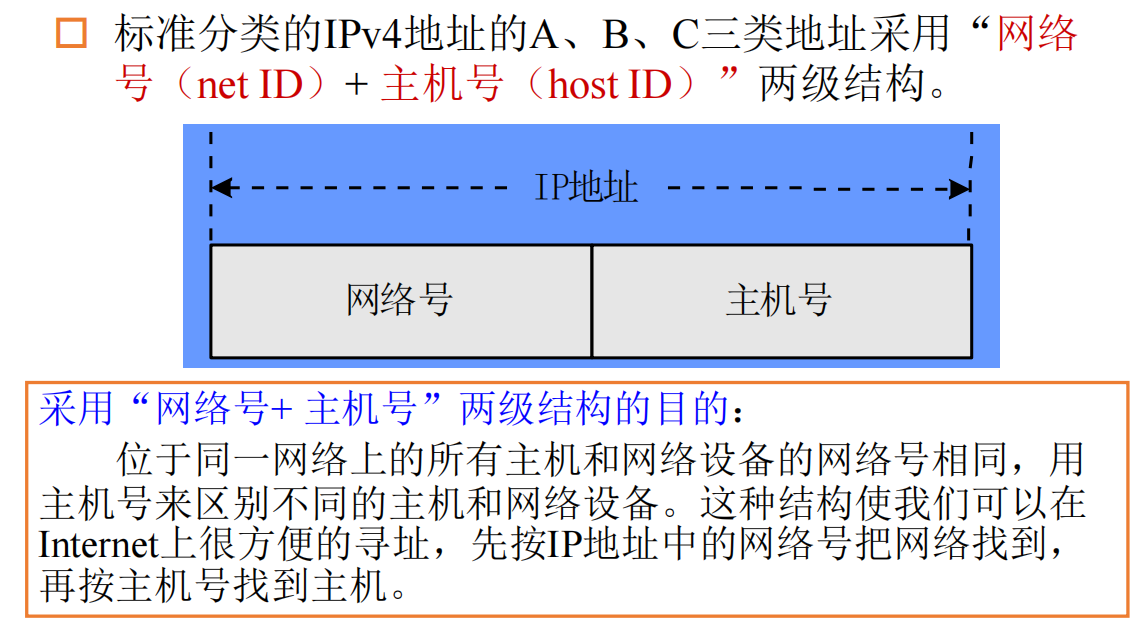 标准分类的IPv4地址的A、B、C三类地址采用“网络
号（net ID）+ 主机号（host ID）”两级结构。
IP地址
网络号
主机号
采用“网络号+ 主机号”两级结构的目的：
位于同一网络上的所有主机和网络设备的网络号相同，用
主机号来区别不同的主机和网络设备。这种结构使我们可以在
Internet上很方便的寻址，先按IP地址中的网络号把网络找到，
再按主机号找到主机。